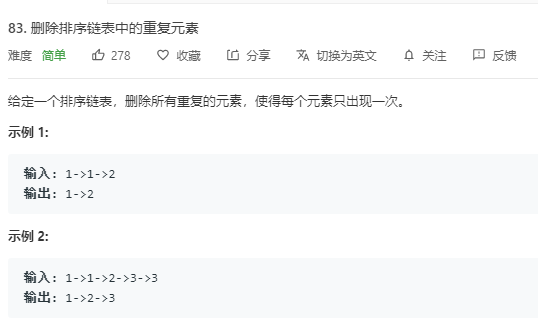 83. 删除排序链表中的重复元素
难度 简单 278 收藏 分享 切换为英文 关注 反馈
给定一个排序链表，删除所有重复的元素，使得每个元素只出现一次。
示例 1:
输入: 1->1->2
输出: 1->2
示例 2:
输入: 1->1->2->3->3
输出: 1->2->3